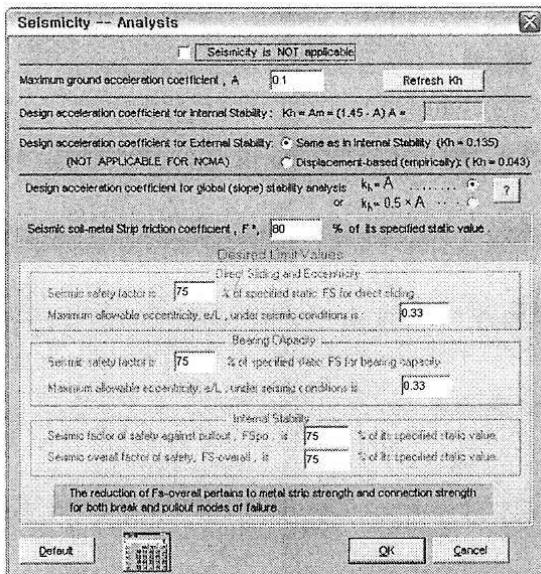 Seismicity -- Analysis
Seismicity is NOT applicable
Maximum ground acceleration coefficient , A 0.1 Refresh Kh
Design acceleration coefficient for Internal Stability : Kh = Am = (1.45 - A) A =
Design acceleration coefficient for External Stability: Same as in Internal Stability (Kh = 0.135)
(NOT APPLICABLE FOR NCMA) Displacement-based (empirically): ( Kh = 0.043)
Design acceleration coefficient for global (slope) stability analysis kh = A ........ ?
or kh = 0.5 × A ...
Seismic soil-metal Strip friction coefficient , F*, 80 % of its specified static value .
Desired Limit Values
Direct Sliding and Eccentricity
Seismic safety factor is 75 % of specified static FS for direct sliding
Maximum allowable eccentricity, e/L , under seismic conditions is 0.33
Bearing CApacity
Seismic safety factor is 75 % of specified static FS for bearing capacity
Maximum allowable eccentricity, e/L , under seismic conditions is 0.33
Internal Stability
Seismic factor of safety against pullout , FSpo , is 75 % of its specified static value.
Seismic overall factor of safety, FS-overall , is 75 % of its specified static value.
The reduction of Fs-overall pertains to metal strip strength and connection strength
for both break and pullout modes of failure.
Default OK Cancel